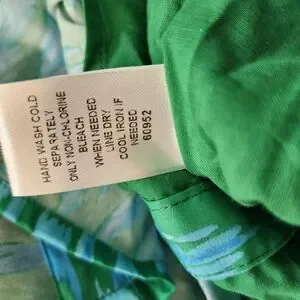 HAND WASH COLD
SEPARATELY
ONLY NON-CHLORINE
BLEACH
WHEN NEEDED
LINE DRY
COOL IRON IF
NEEDED
60952